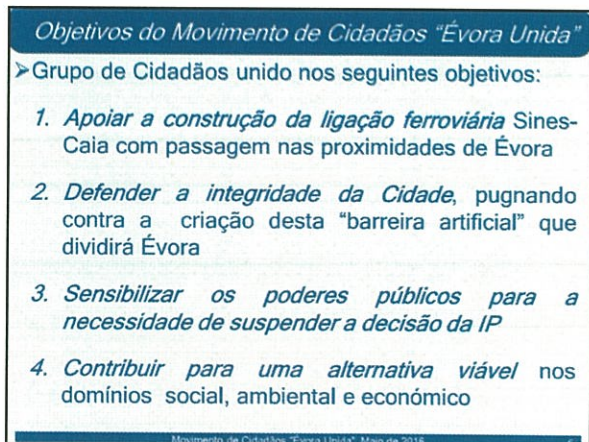 Objetivos do Movimento de Cidadãos "Évora Unida"
➢Grupo de Cidadãos unido nos seguintes objetivos:
1. Apoiar a construção da ligação ferroviária Sines-
Caia com passagem nas proximidades de Évora
2. Defender a integridade da Cidade, pugnando
contra a criação desta "barreira artificial" que
dividirá Évora
3. Sensibilizar os poderes públicos para a
necessidade de suspender a decisão da IP
4. Contribuir para uma alternativa viável nos
domínios social, ambiental e económico
Movimento de Cidadãos "Évora Unida", Maio de